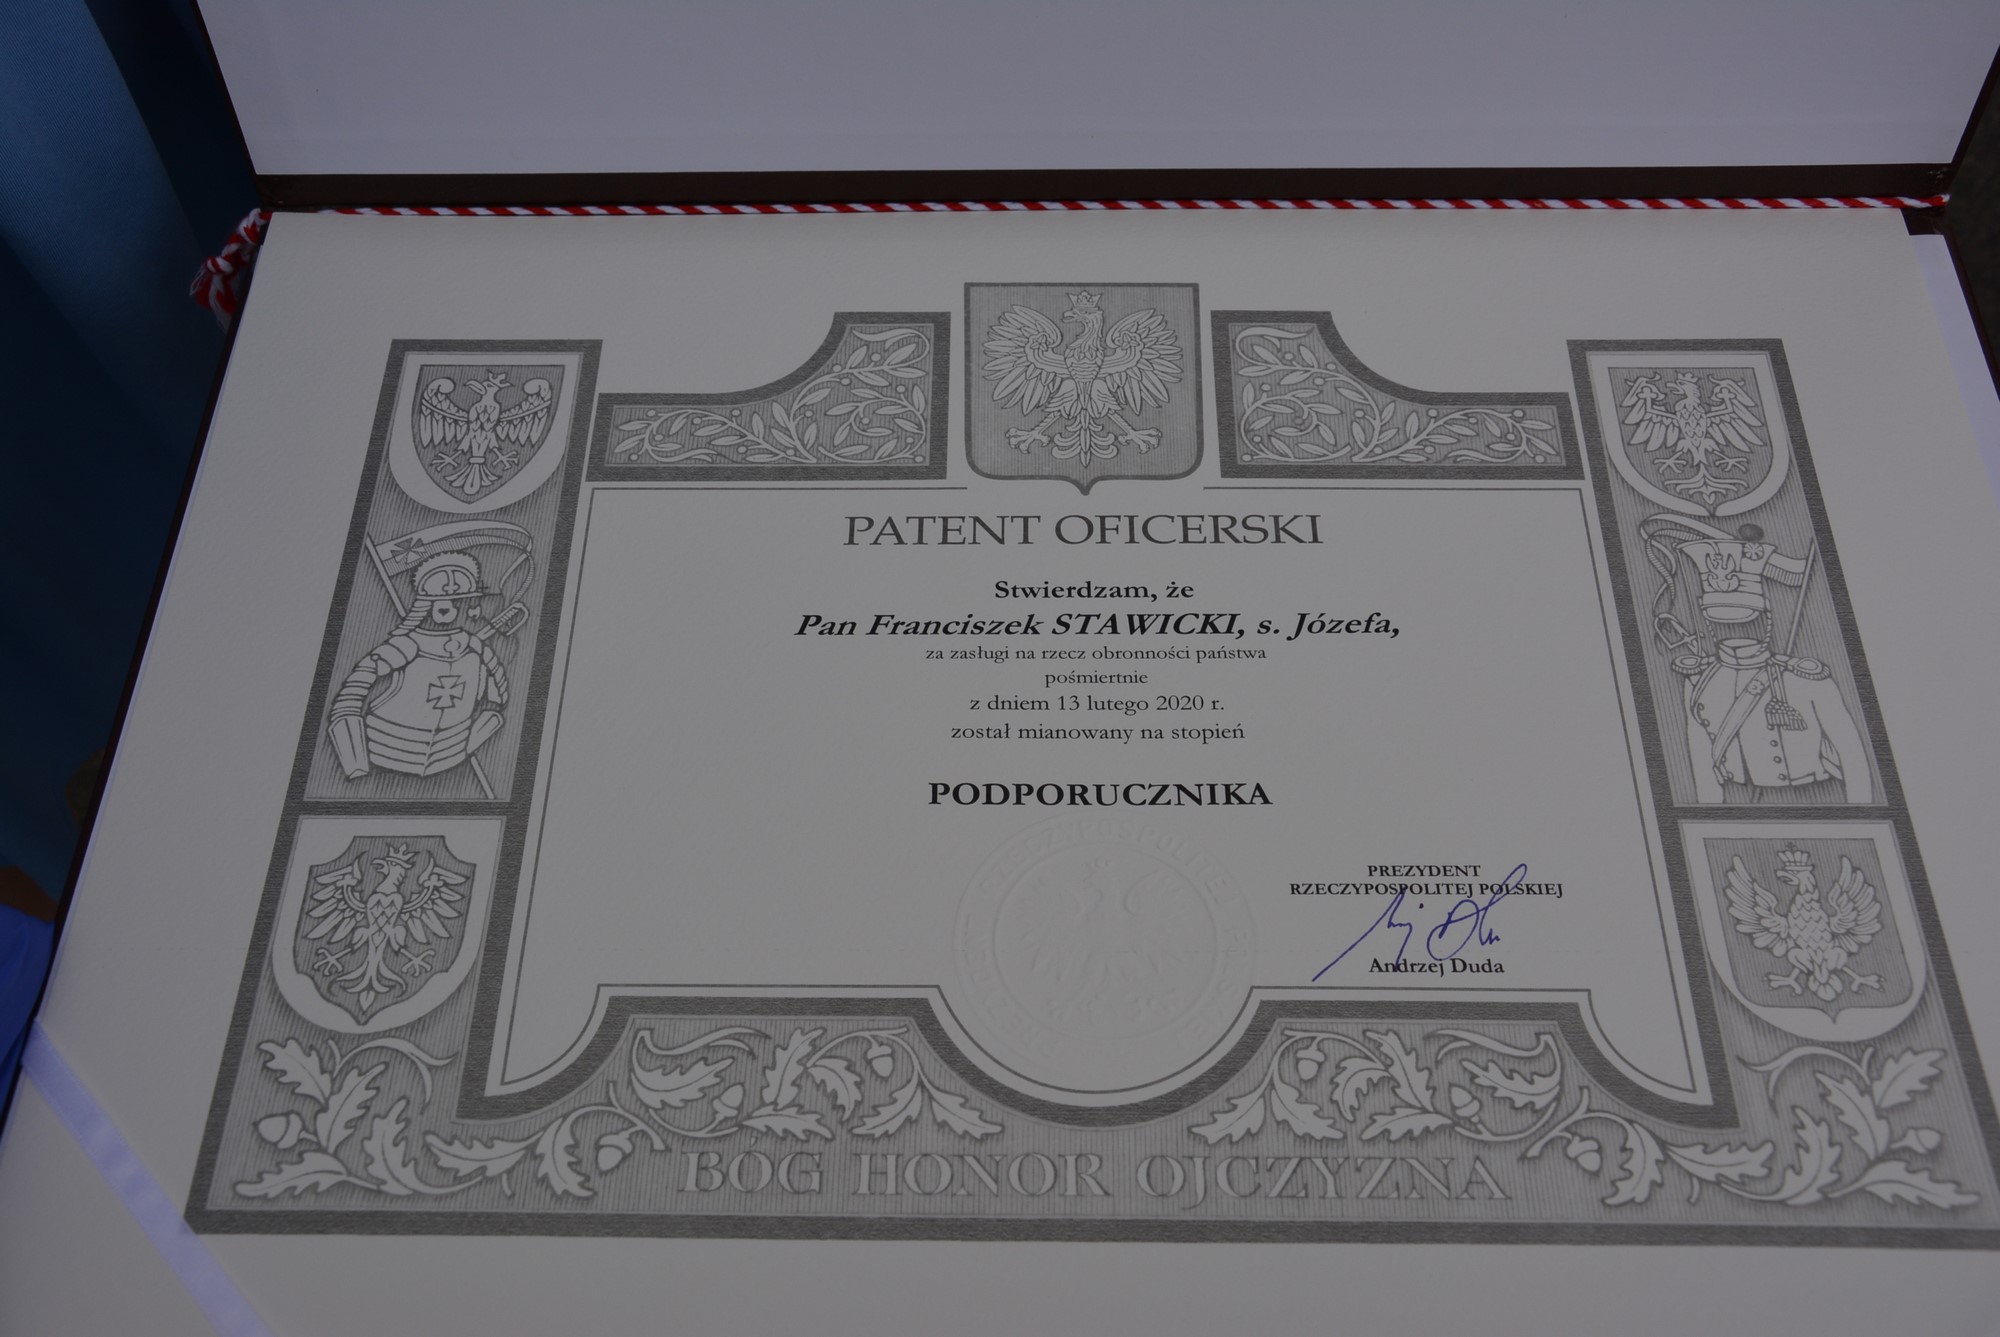 PATENT OFICERSKI
Stwierdzam, że
Pan Franciszek STAWICKI, s. Józefa,
za zasługi na rzecz obronności państwa
pośmiertnie
z dniem 13 lutego 2020 r.
został mianowany na stopień
PODPORUCZNIKA
PREZYDENT
RZECZYPOSPOLITEJ POLSKIEJ
Andrzej Duda
BÓG HONOR OJCZYZNA